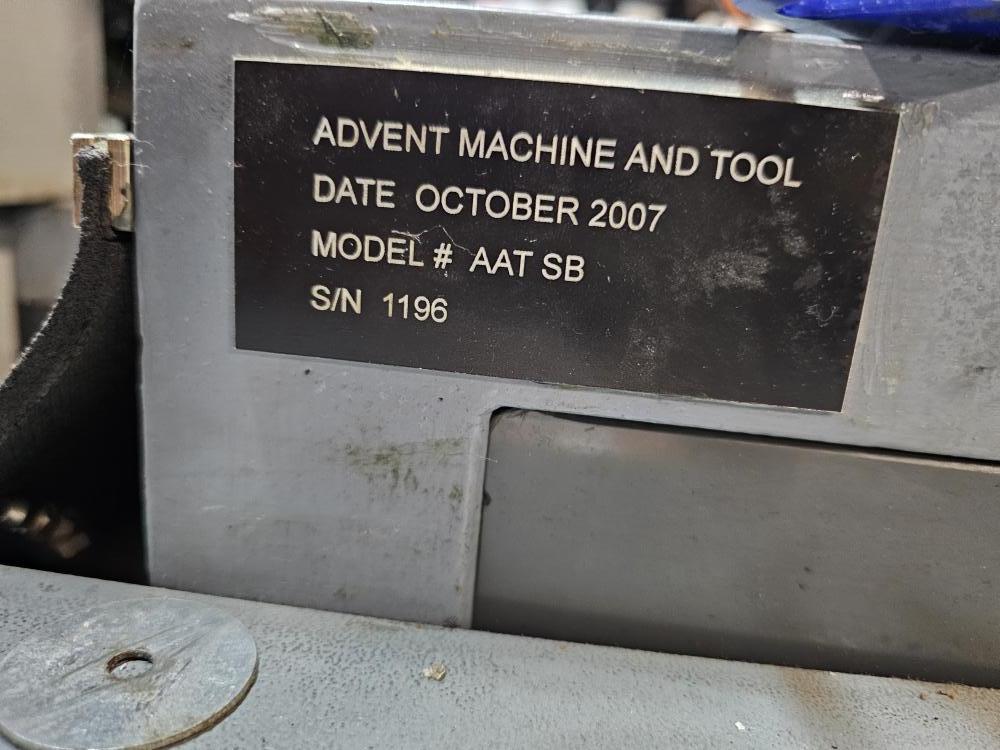 ADVENT MACHINE AND TOOL
DATE OCTOBER 2007
MODEL # AAT SB
S/N 1196